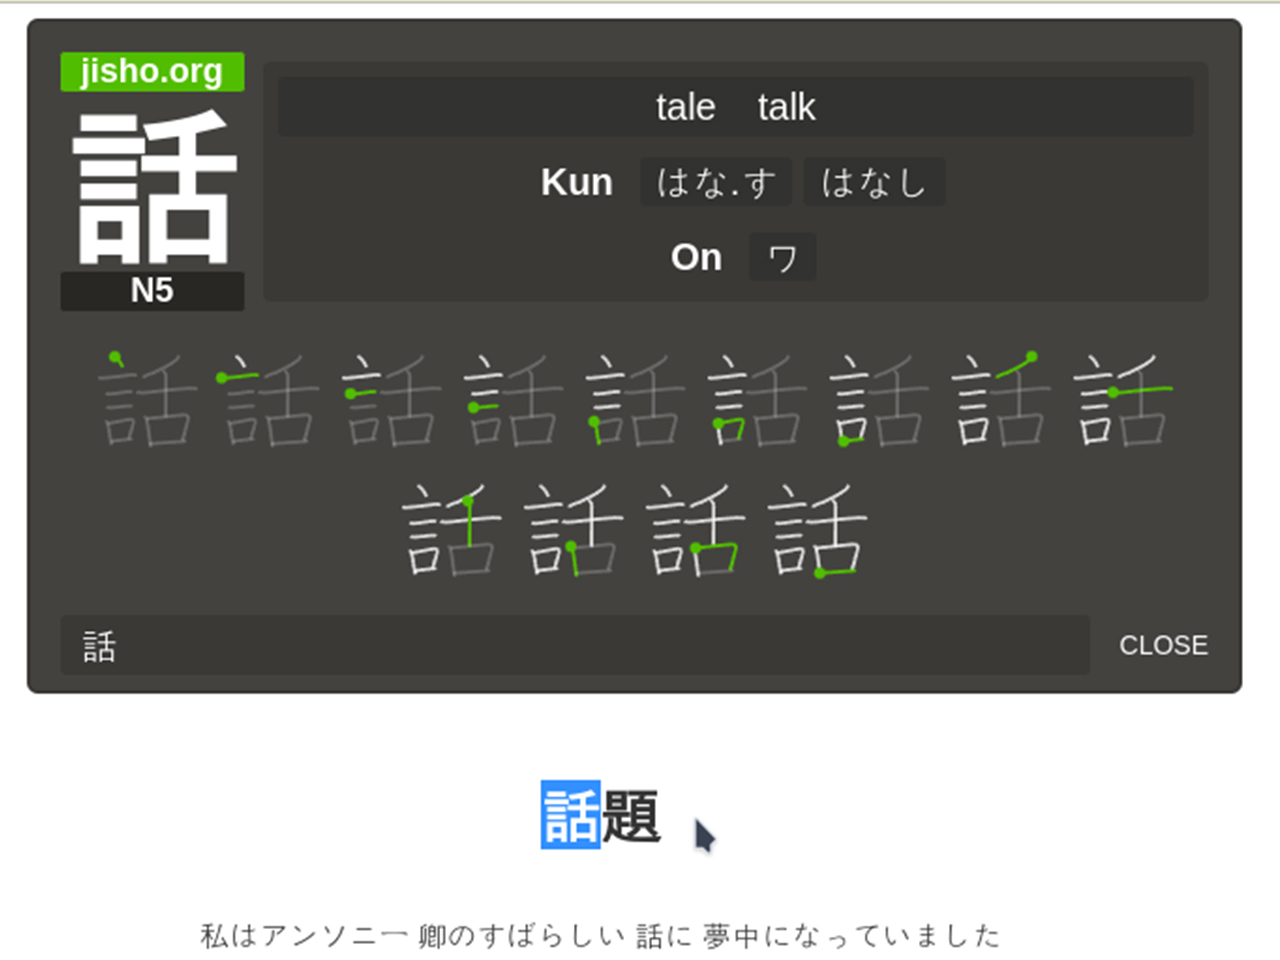 jisho.org
話
N5
tale talk
Kun はな.す はなし
On ワ
話 話 話 話 話 話 話 話 話
話 話 話 話
話 CLOSE
話題
私はアンソニー 卿のすばらしい 話に 夢中になっていました